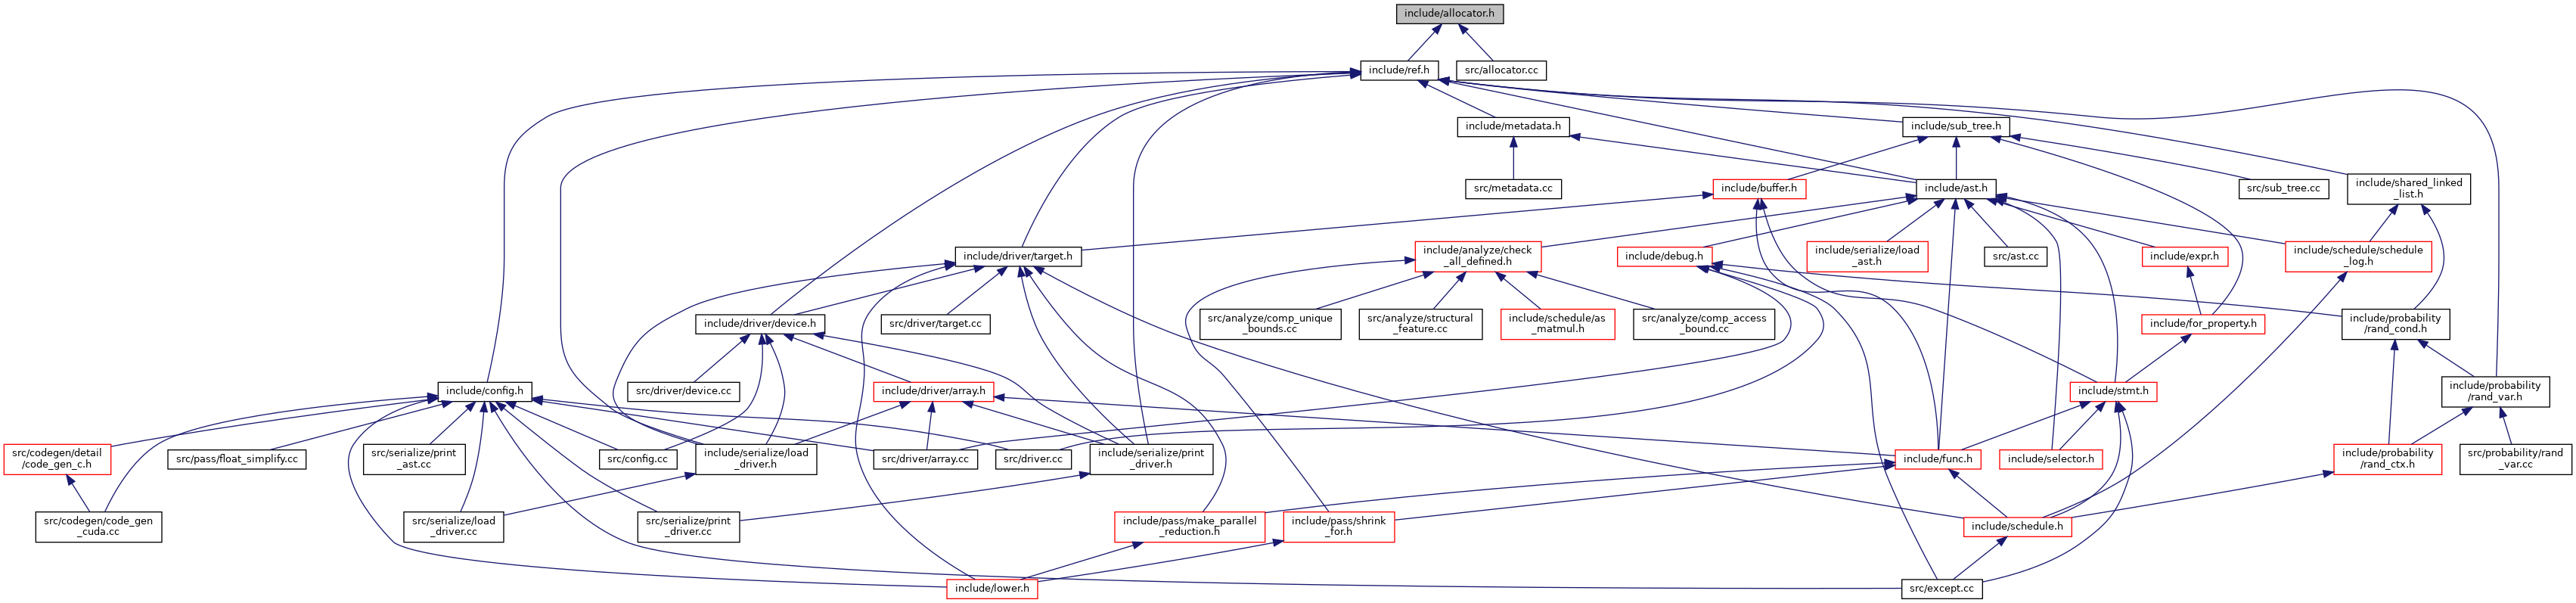 include/allocator.h
include/ref.h
src/allocator.cc
include/metadata.h
include/sub_tree.h
src/metadata.cc
include/buffer.h
include/ast.h
src/sub_tree.cc
include/shared_linked
_list.h
include/driver/target.h
include/analyze/check
_all_defined.h
include/debug.h
include/serialize/load
_ast.h
src/ast.cc
include/expr.h
include/schedule/schedule
_log.h
include/driver/device.h
src/driver/target.cc
src/analyze/comp_unique
_bounds.cc
src/analyze/structural
_feature.cc
include/schedule/as
_matmul.h
src/analyze/comp_access
_bound.cc
include/for_property.h
include/probability
/rand_cond.h
include/config.h
src/driver/device.cc
include/driver/array.h
include/stmt.h
include/probability
/rand_var.h
src/codegen/detail
/code_gen_c.h
src/pass/float_simplify.cc
src/serialize/print
_ast.cc
src/config.cc
include/serialize/load
_driver.h
src/driver/array.cc
src/driver.cc
include/serialize/print
_driver.h
include/func.h
include/selector.h
include/probability
/rand_ctx.h
src/probability/rand
_var.cc
src/codegen/code_gen
_cuda.cc
src/serialize/load
_driver.cc
src/serialize/print
_driver.cc
include/pass/make_parallel
_reduction.h
include/pass/shrink
_for.h
include/schedule.h
include/lower.h
src/except.cc